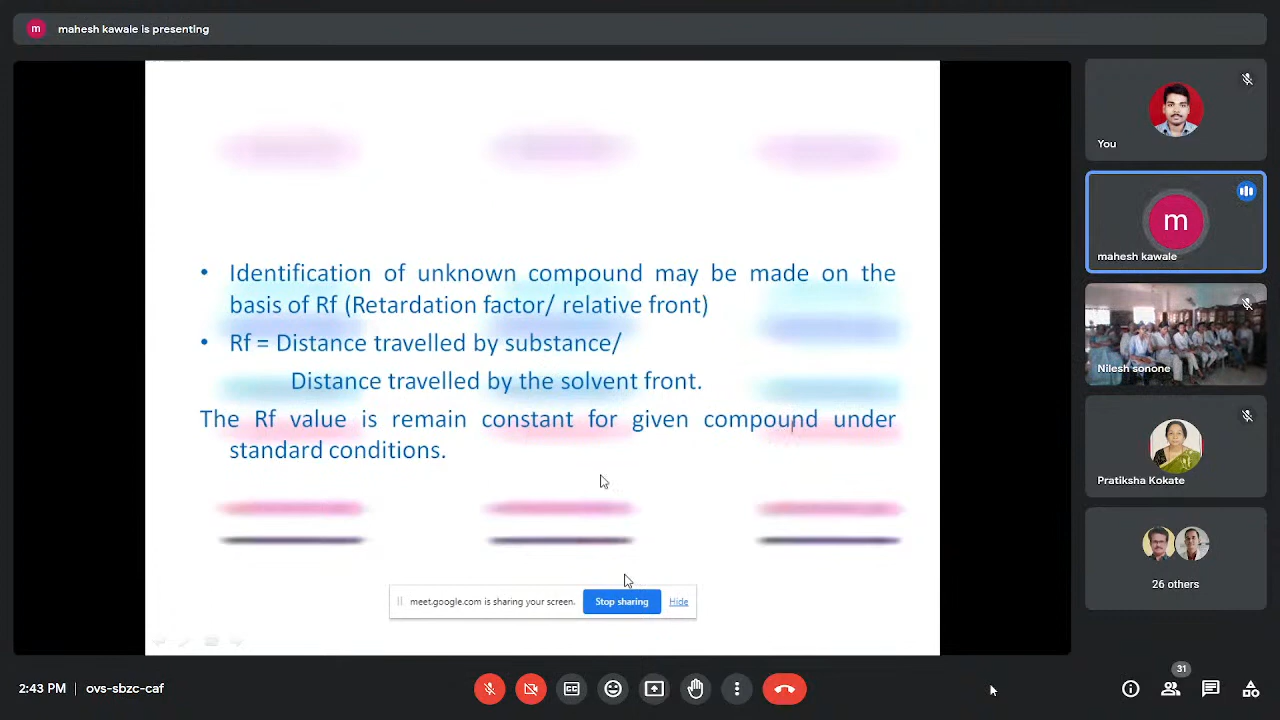 m mahesh kawale is presenting
You
m
mahesh kawale
Nilesh sonone
Pratiksha Kokate
26 others
• Identification of unknown compound may be made on the
basis of Rf (Retardation factor/ relative front)
• Rf = Distance travelled by substance/
Distance travelled by the solvent front.
The Rf value is remain constant for given compound under
standard conditions.
meet.google.com is sharing your screen. Stop sharing Hide
2:43 PM | ovs-sbzc-caf
31